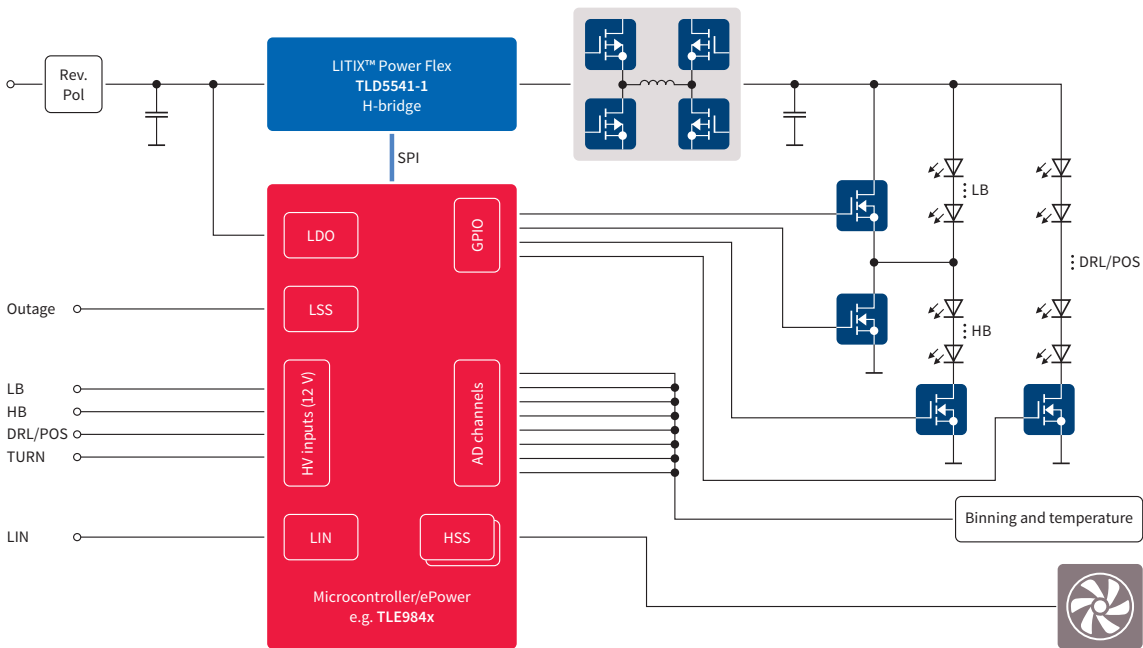 Rev.
Pol
LITIX™ Power Flex
TLD5541-1
H-bridge
SPI
LDO
GPIO
LSS
Outage
HV inputs (12 V)
AD channels
LB
HB
DRL/POS
TURN
LIN
LIN
HSS
Microcontroller/ePower
e.g. TLE984x
LB
DRL/POS
HB
Binning and temperature